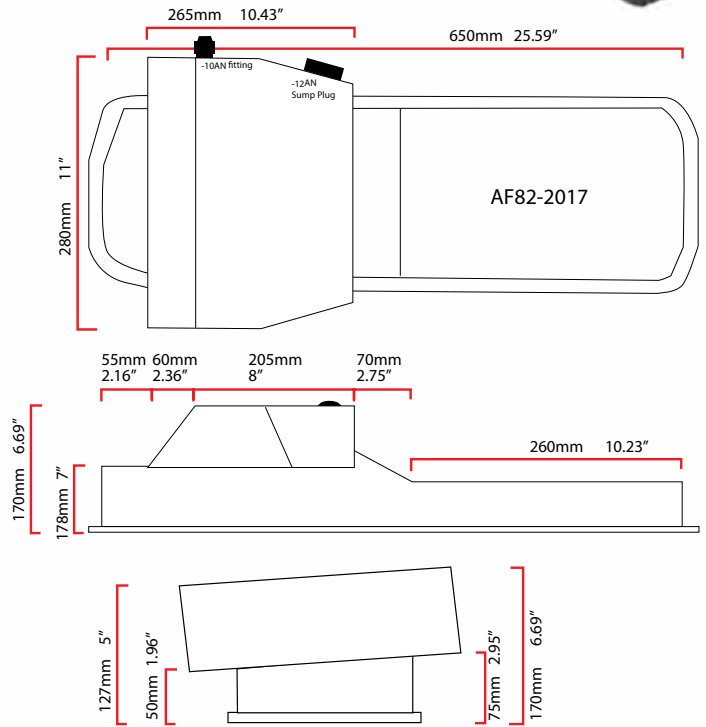 265mm 10.43"
650mm 25.59"
-10AN fitting
-12AN
Sump Plug
280mm 11"
AF82-2017
55mm 60mm 205mm 70mm
2.16" 2.36" 8" 2.75"
170mm 6.69"
178mm 7"
260mm 10.23"
127mm 5"
50mm 1.96"
75mm 2.95"
170mm 6.69"